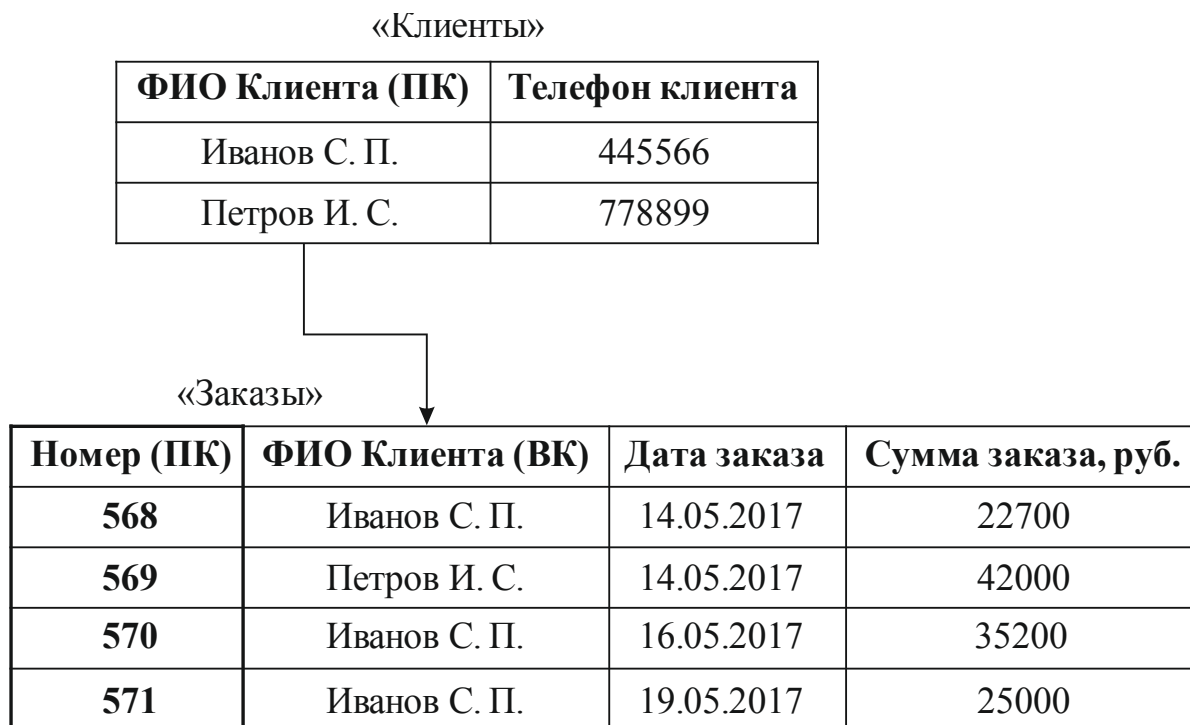 «Клиенты»
ФИО Клиента (ПК) Телефон клиента
Иванов С. П. 445566
Петров И. С. 778899
«Заказы»
Номер (ПК) ФИО Клиента (ВК) Дата заказа Сумма заказа, руб.
568 Иванов С. П. 14.05.2017 22700
569 Петров И. С. 14.05.2017 42000
570 Иванов С. П. 16.05.2017 35200
571 Иванов С. П. 19.05.2017 25000